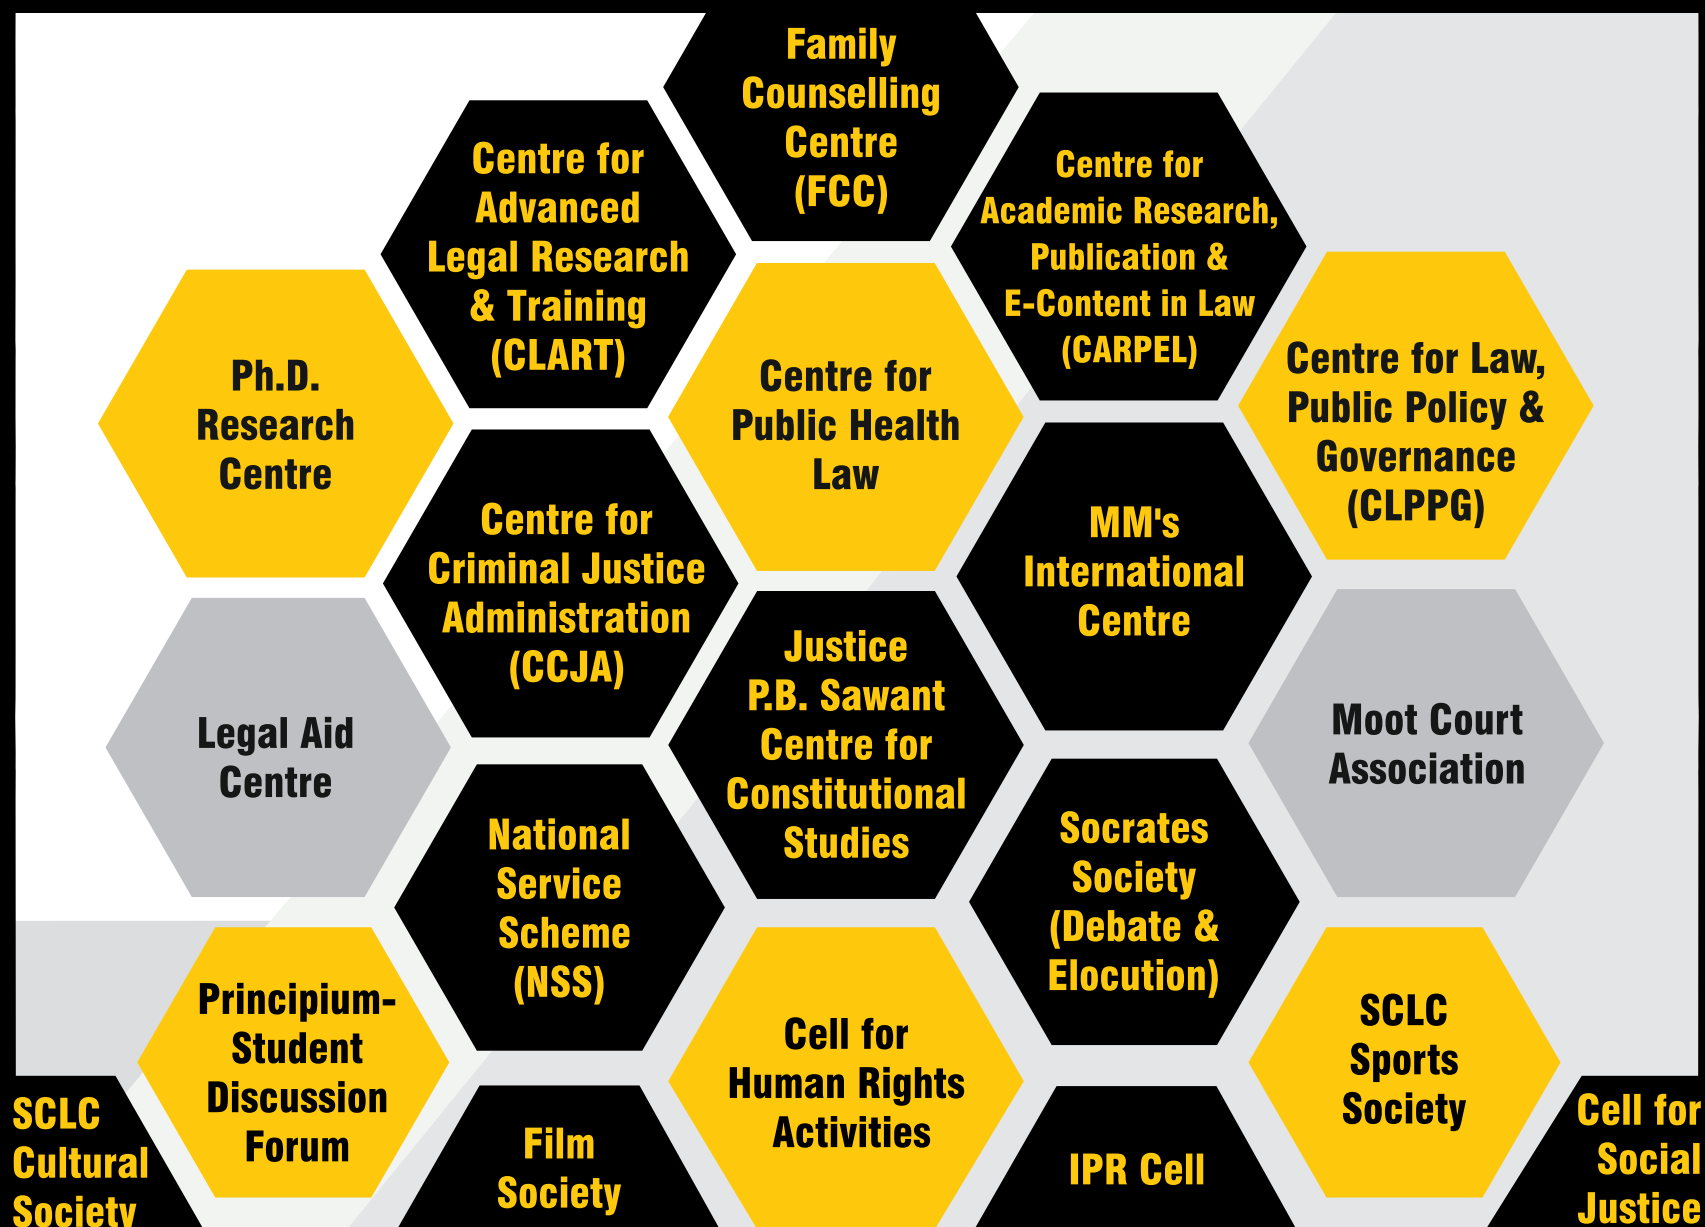 Family
Counselling
Centre
(FCC)
Centre for
Advanced
Legal Research
& Training
(CLART)
Centre for
Academic Research,
Publication &
E-Content in Law
(CARPEL)
Ph.D.
Research
Centre
Centre for
Public Health
Law
Centre for Law,
Public Policy &
Governance
(CLPPG)
Centre for
Criminal Justice
Administration
(CCJA)
MM's
International
Centre
Legal Aid
Centre
Justice
P.B. Sawant
Centre for
Constitutional
Studies
Moot Court
Association
National
Service
Scheme
(NSS)
Socrates
Society
(Debate &
Elocution)
Principium-
Student
Discussion
Forum
Cell for
Human Rights
Activities
SCLC
Sports
Society
SCLC
Cultural
Society
Film
Society
IPR Cell
Cell for
Social
Justice